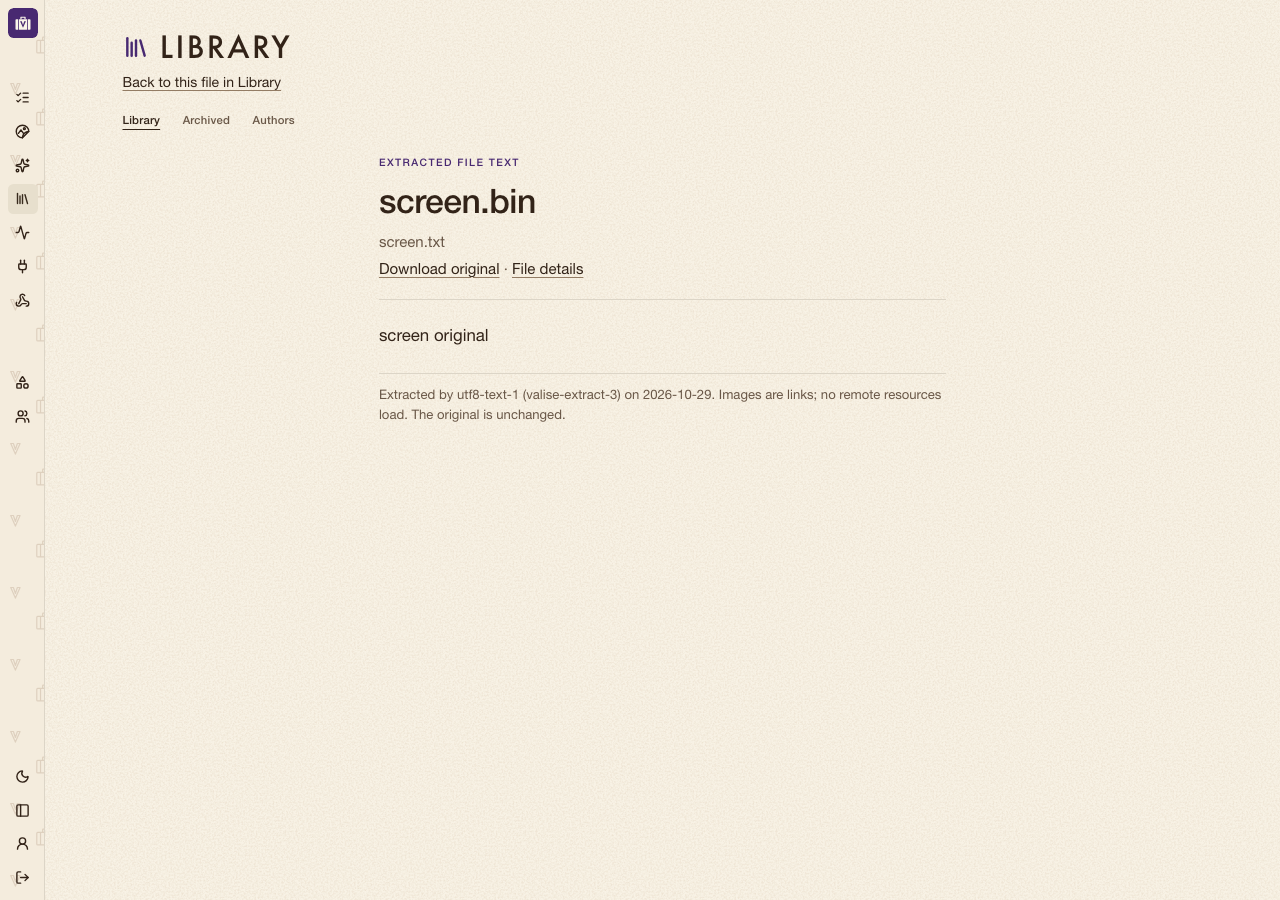 LIBRARY
Back to this file in Library
Library Archived Authors
EXTRACTED FILE TEXT
screen.bin
screen.txt
Download original · File details
screen original
Extracted by utf8-text-1 (valise-extract-3) on 2026-10-29. Images are links; no remote resources
load. The original is unchanged.